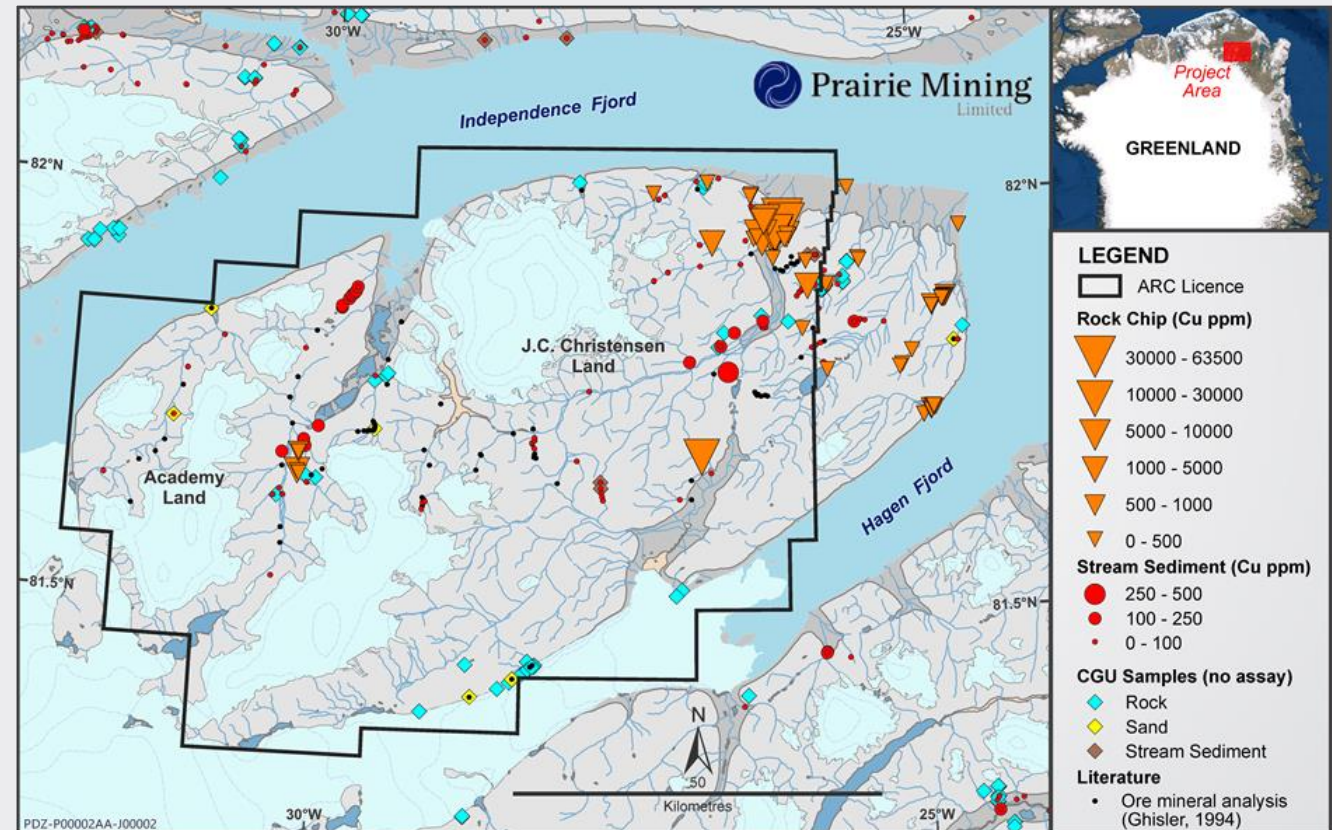 30°W
25°W
Prairie Mining
Limited
Independence Fjord
82°N
82°N
J.C. Christensen
Land
Academy
Land
Hagen Fjord
81.5°N
81.5°N
N
50
Kilometres
30°W
25°W
PDZ-P00002AA-J00002
Project
Area
GREENLAND
LEGEND
ARC Licence
Rock Chip (Cu ppm)
30000 - 63500
10000 - 30000
5000 - 10000
1000 - 5000
500 - 1000
0 - 500
Stream Sediment (Cu ppm)
250 - 500
100 - 250
0 - 100
CGU Samples (no assay)
Rock
Sand
Stream Sediment
Literature
Ore mineral analysis
(Ghisler, 1994)